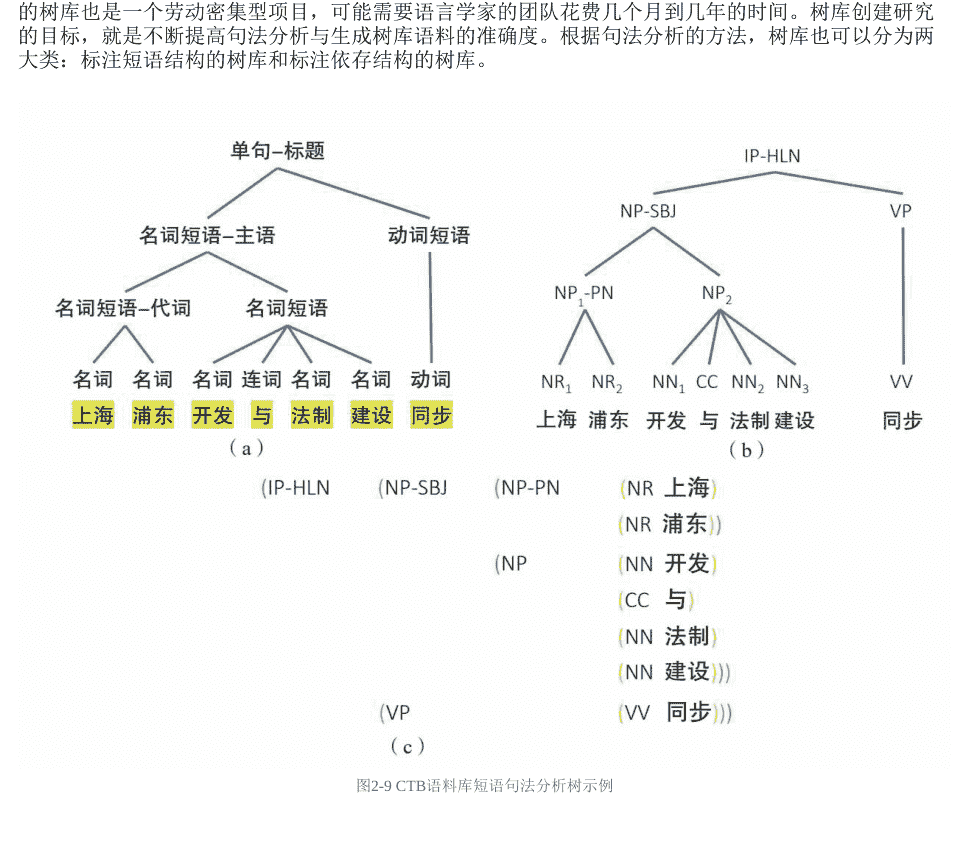 的树库也是一个劳动密集型项目，可能需要语言学家的团队花费几个月到几年的时间。树库创建研究
的目标，就是不断提高句法分析与生成树库语料的准确度。根据句法分析的方法，树库也可以分为两
大类：标注短语结构的树库和标注依存结构的树库。
单句–标题
名词短语–主语 动词短语
名词短语–代词 名词短语
名词 名词 名词 连词 名词 名词 动词
上海 浦东 开发 与 法制 建设 同步
（a）
IP-HLN
NP-SBJ VP
NP1-PN NP2
NR1 NR2 NN1 CC NN2 NN3 VV
上海 浦东 开发 与 法制 建设 同步
（b）
(IP-HLN (NP-SBJ (NP-PN (NR 上海)
(NR 浦东))
(NP (NN 开发)
(CC 与)
(NN 法制)
(NN 建设)))
(VP (VV 同步)))
（c）
图2-9 CTB语料库短语句法分析树示例